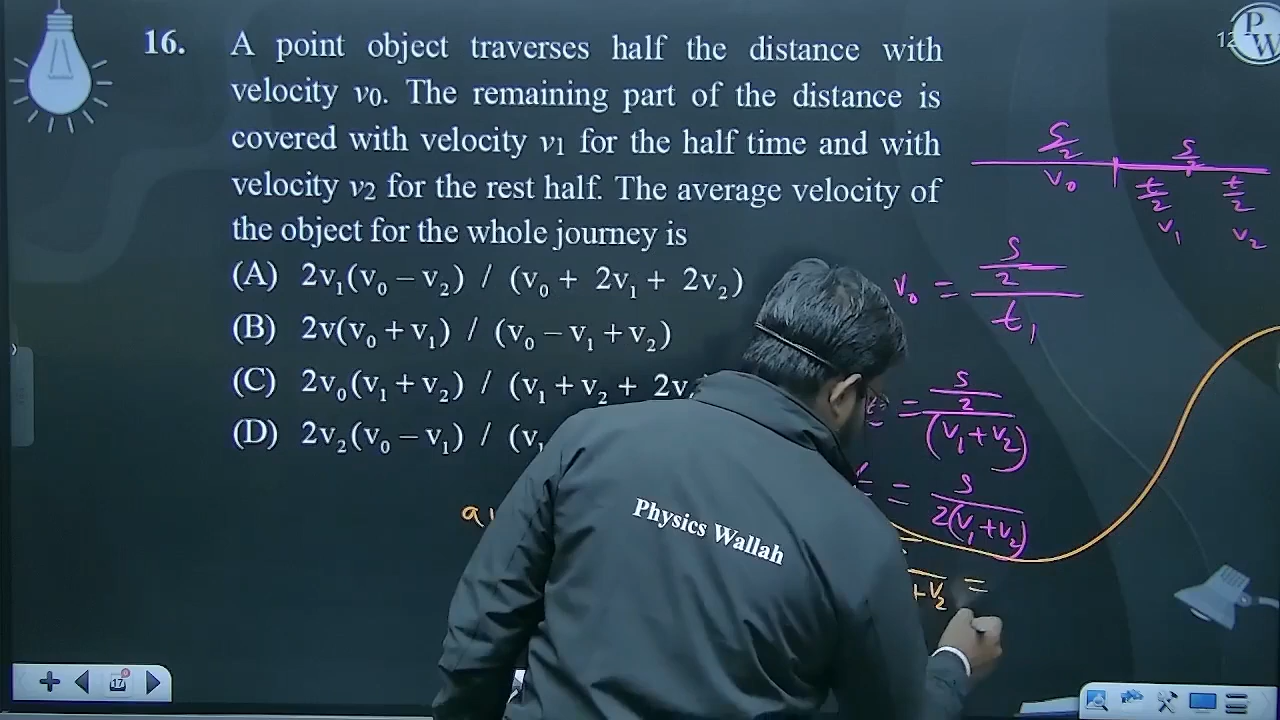 16. A point object traverses half the distance with
velocity v0. The remaining part of the distance is
covered with velocity v1 for the half time and with
velocity v2 for the rest half. The average velocity of
the object for the whole journey is
(A) 2v₁(v₀ – v₂) / (v₀ + 2v₁ + 2v₂)
(B) 2v(v₀ + v₁) / (v₀ – v₁ + v₂)
(C) 2v₀(v₁ + v₂) / (v₁ + v₂ + 2v
(D) 2v₂(v₀ – v₁) / (v
P
W
S/2 S/2
v₀ t/2 t/2
v₁ v₂
v₀ = S/2 / t₁
= S/2 / (v₁+v₂)
= S / 2(v₁+v₂)
+v₂ =
Physics Wallah
17